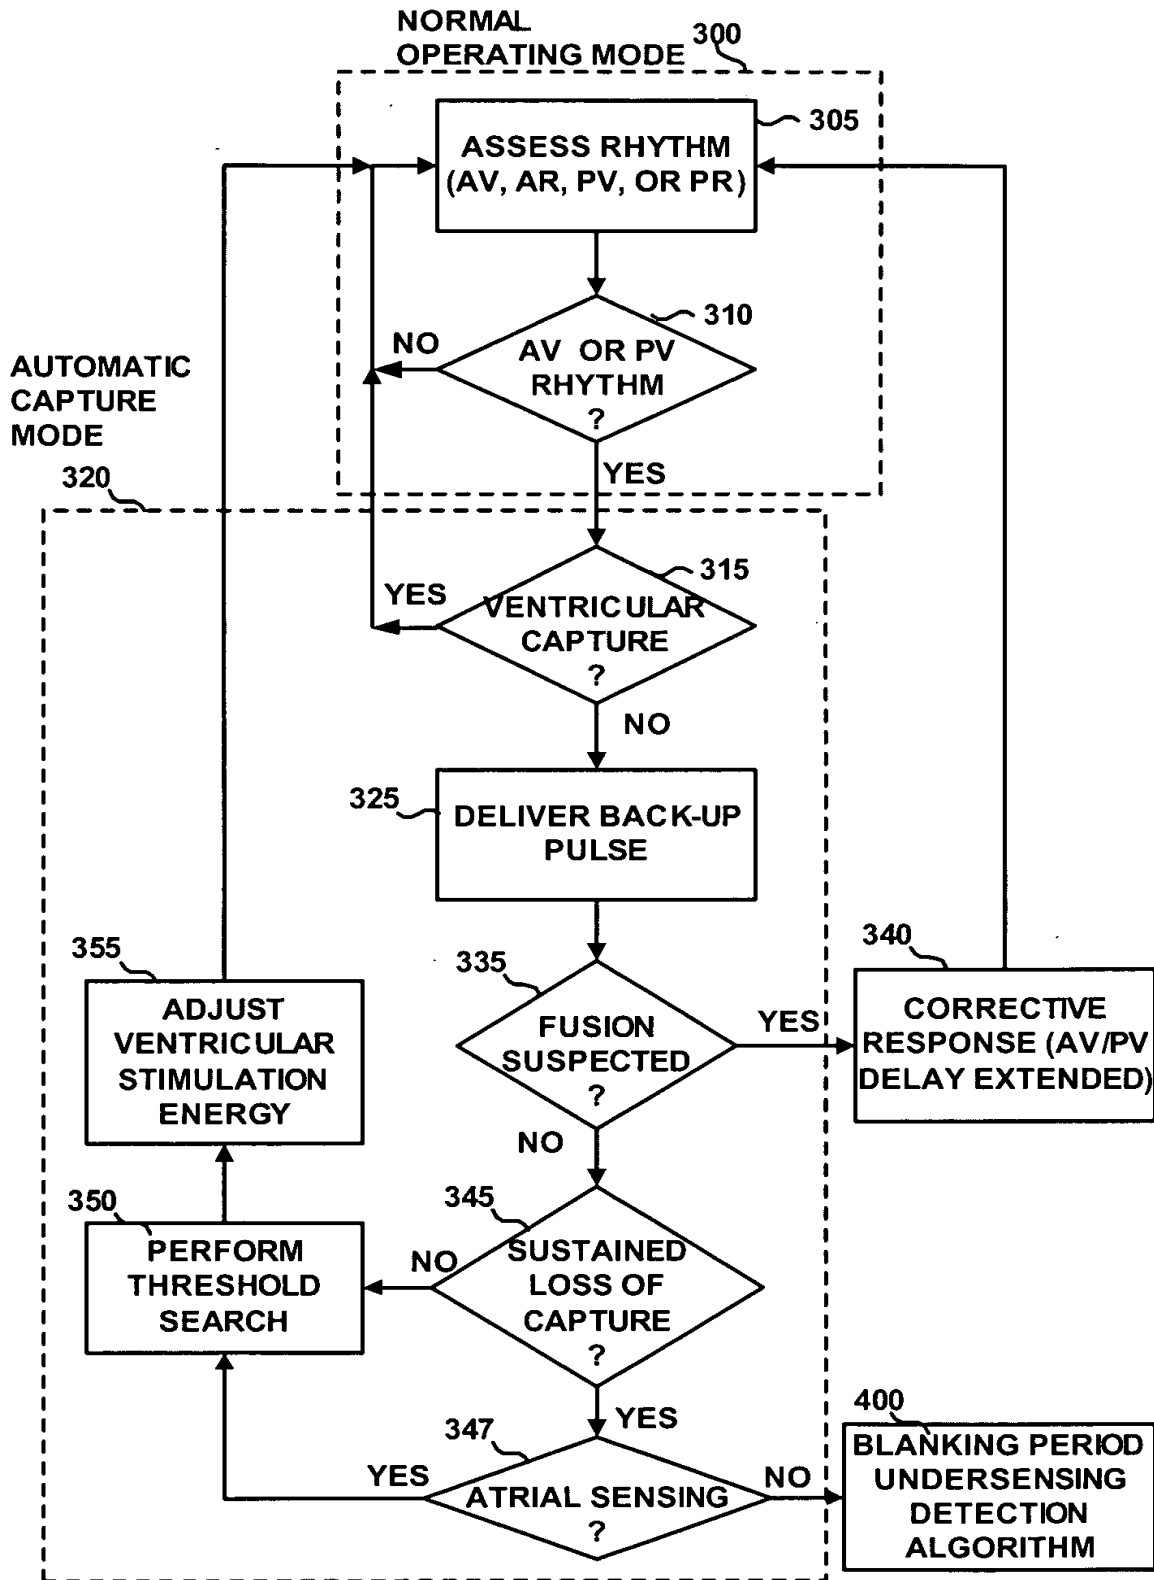 NORMAL
OPERATING MODE
300
305
ASSESS RHYTHM
(AV, AR, PV, OR PR)
310
NO
AV OR PV
RHYTHM
?
AUTOMATIC
CAPTURE
MODE
320
YES
315
YES
VENTRICULAR
CAPTURE
?
NO
325
DELIVER BACK-UP
PULSE
355
ADJUST
VENTRICULAR
STIMULATION
ENERGY
335
FUSION
SUSPECTED
?
YES
340
CORRECTIVE
RESPONSE (AV/PV
DELAY EXTENDED)
NO
350
PERFORM
THRESHOLD
SEARCH
345
NO
SUSTAINED
LOSS OF
CAPTURE
?
YES
347
YES
ATRIAL SENSING
?
NO
400
BLANKING PERIOD
UNDERSENSING
DETECTION
ALGORITHM